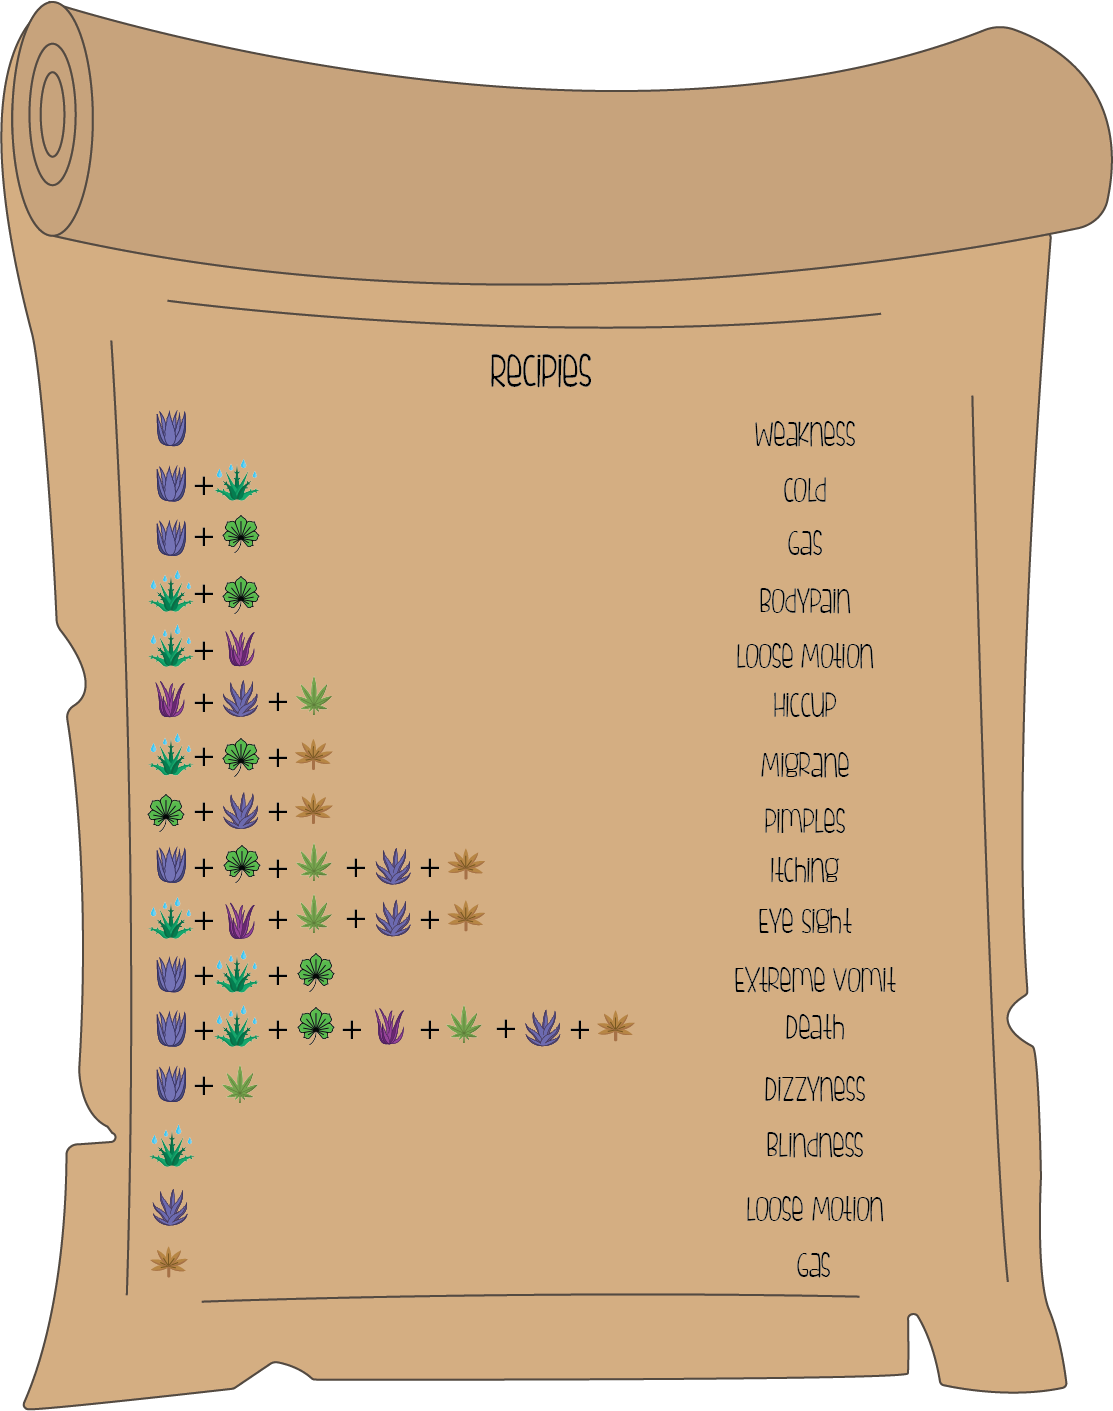 Recipies
Weakness
+ Cold
+ Gas
+ Bodypain
+ Loose Motion
+ + Hiccup
+ + Migrane
+ + Pimples
+ + + + Itching
+ + + + Eye Sight
+ + Extreme Vomit
+ + + + + + Death
+ Dizzyness
Blindness
Loose Motion
Gas